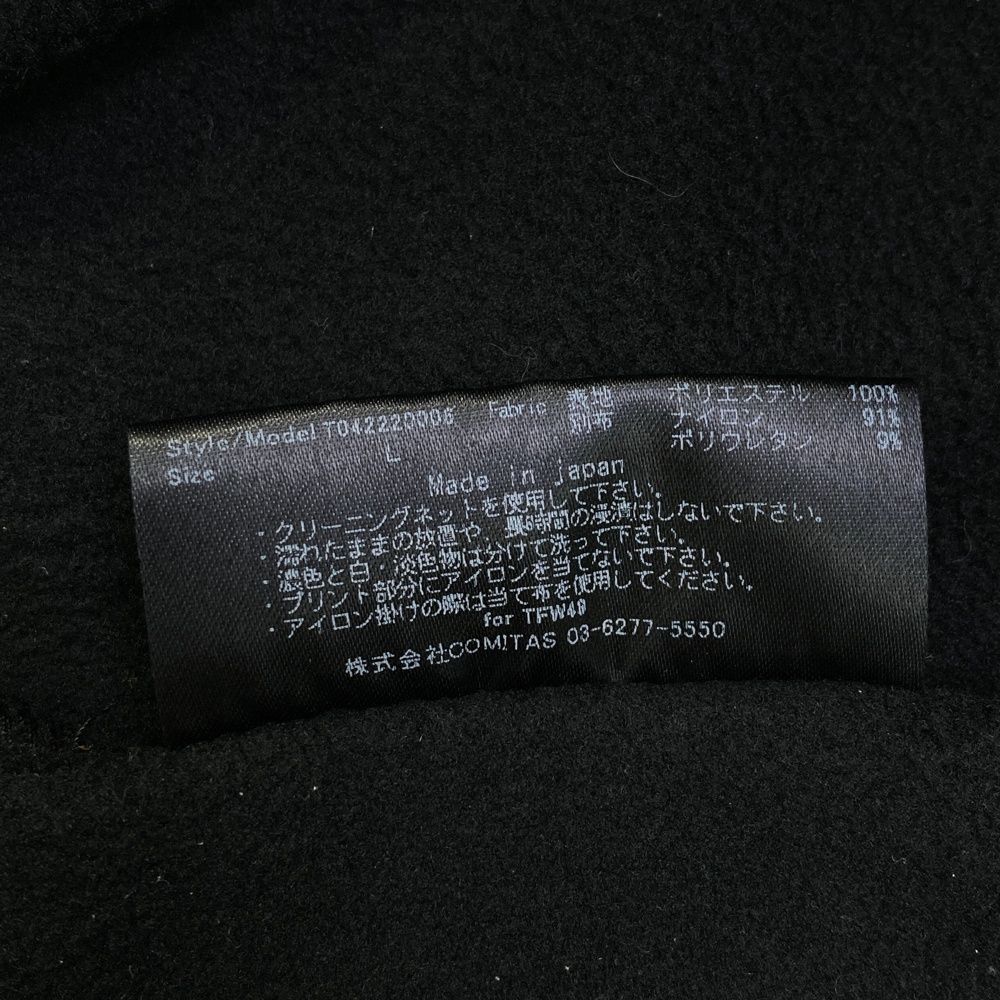 Style/Model T042220006 Fabric 表地 ポリエステル 100%
Size L 別布 ナイロン 91%
ポリウレタン 9%
Made in japan
・クリーニングネットを使用して下さい。
・濡れたままの放置や、長時間の浸漬はしないで下さい。
・濃色と白・淡色物は分けて洗って下さい。
・プリント部分にアイロンを当てないで下さい。
・アイロン掛けの際は当て布を使用してください。
for TFW49
株式会社COMITAS 03-6277-5550